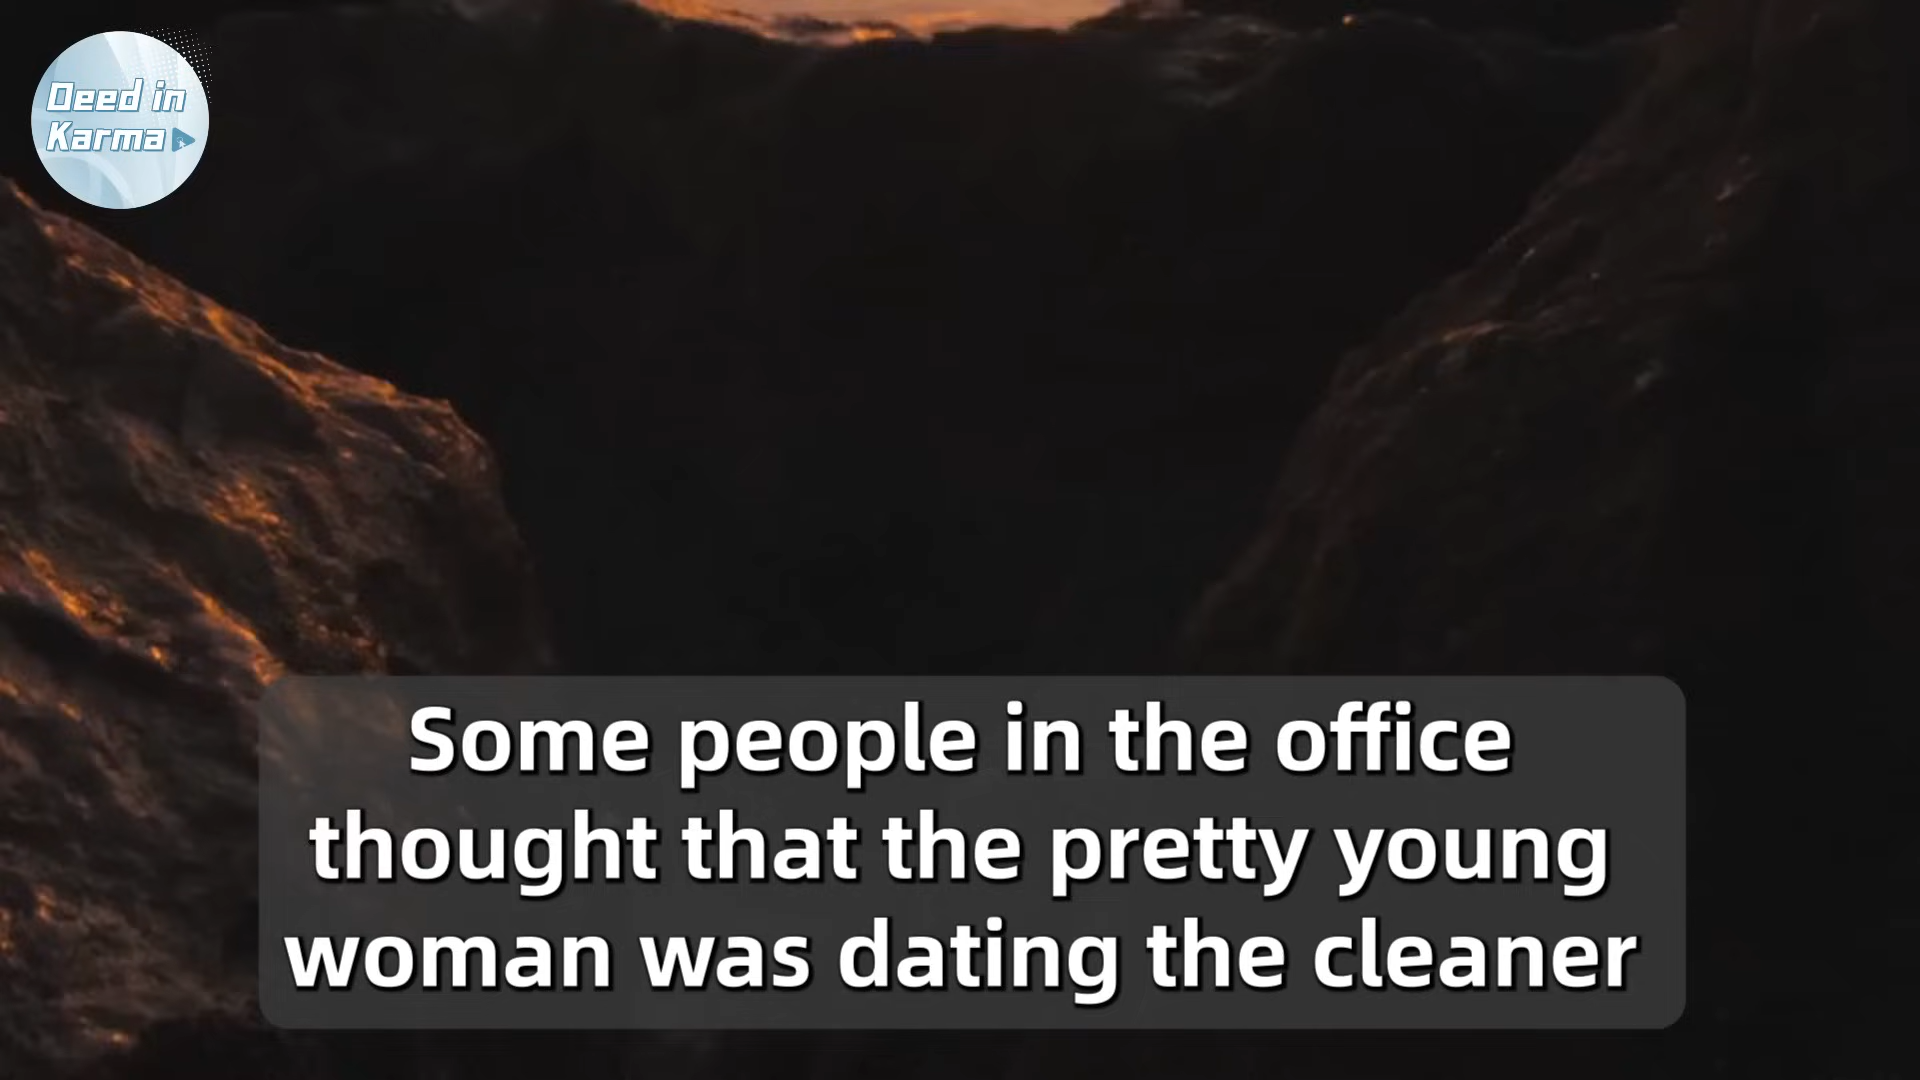 Deed in
Karma
Some people in the office
thought that the pretty young
woman was dating the cleaner